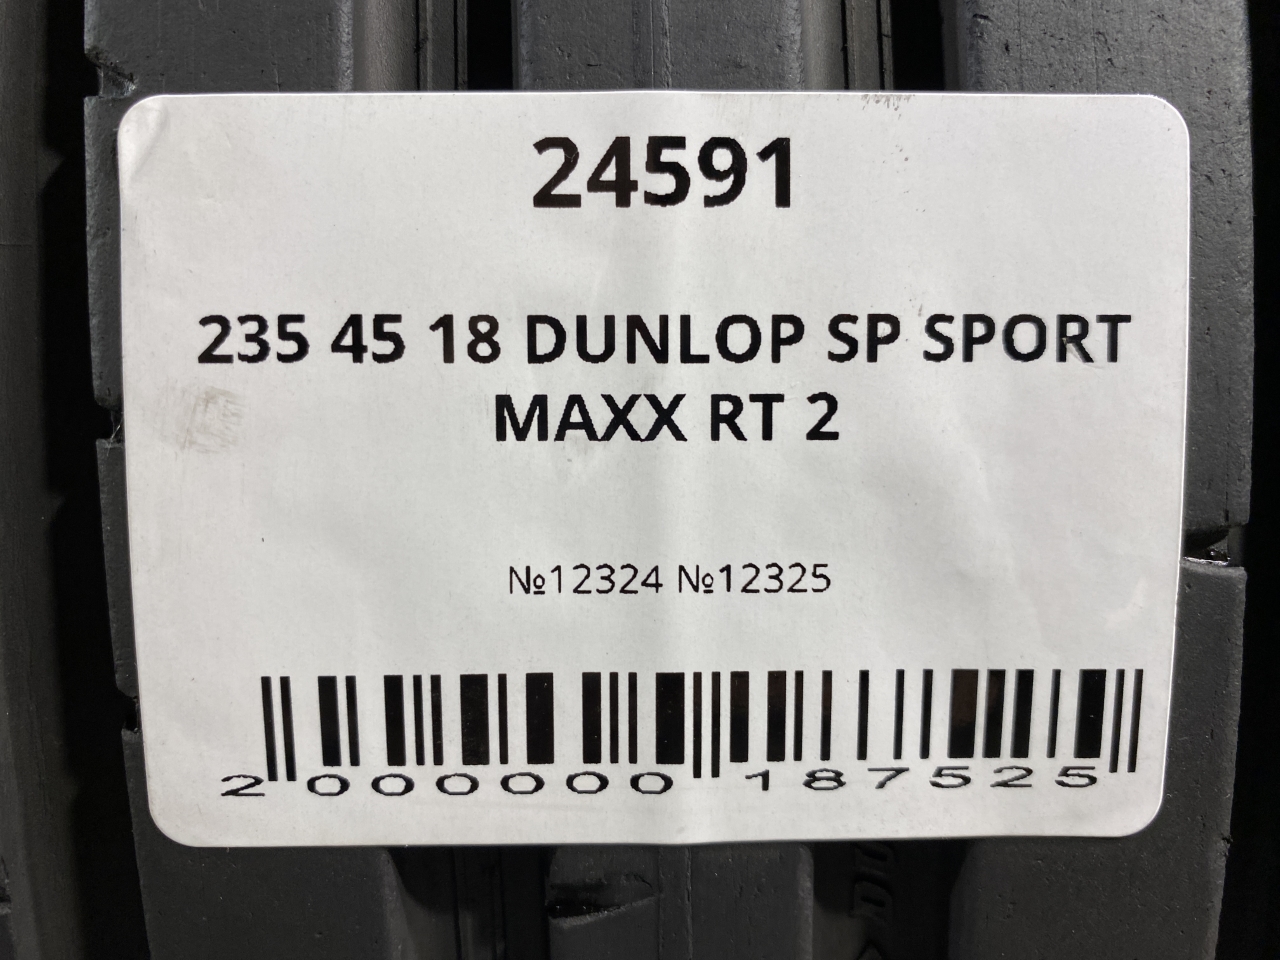 24591
235 45 18 DUNLOP SP SPORT
MAXX RT 2
№12324 №12325
2 000000 187525